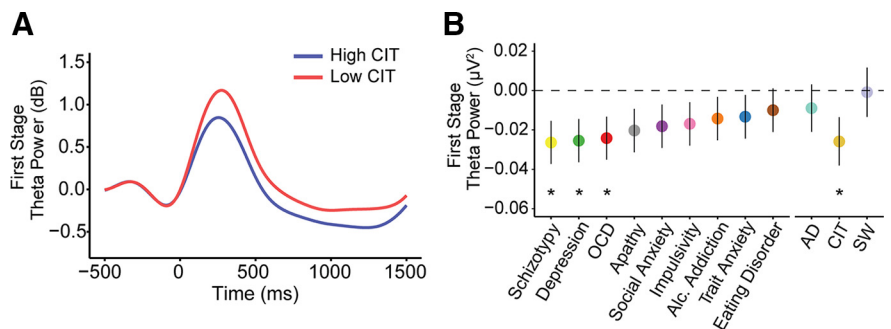 A
First Stage
Theta Power (dB)
1.5
1.0
0.5
0.0
−0.5
−500
0
500
1000
1500
Time (ms)
High CIT
Low CIT
B
First Stage
Theta Power (µV²)
0.02
0.00
−0.02
−0.04
−0.06
*
*
*
*
Schizotypy
Depression
OCD
Apathy
Social Anxiety
Impulsivity
Alc. Addiction
Trait Anxiety
Eating Disorder
AD
CIT
SW